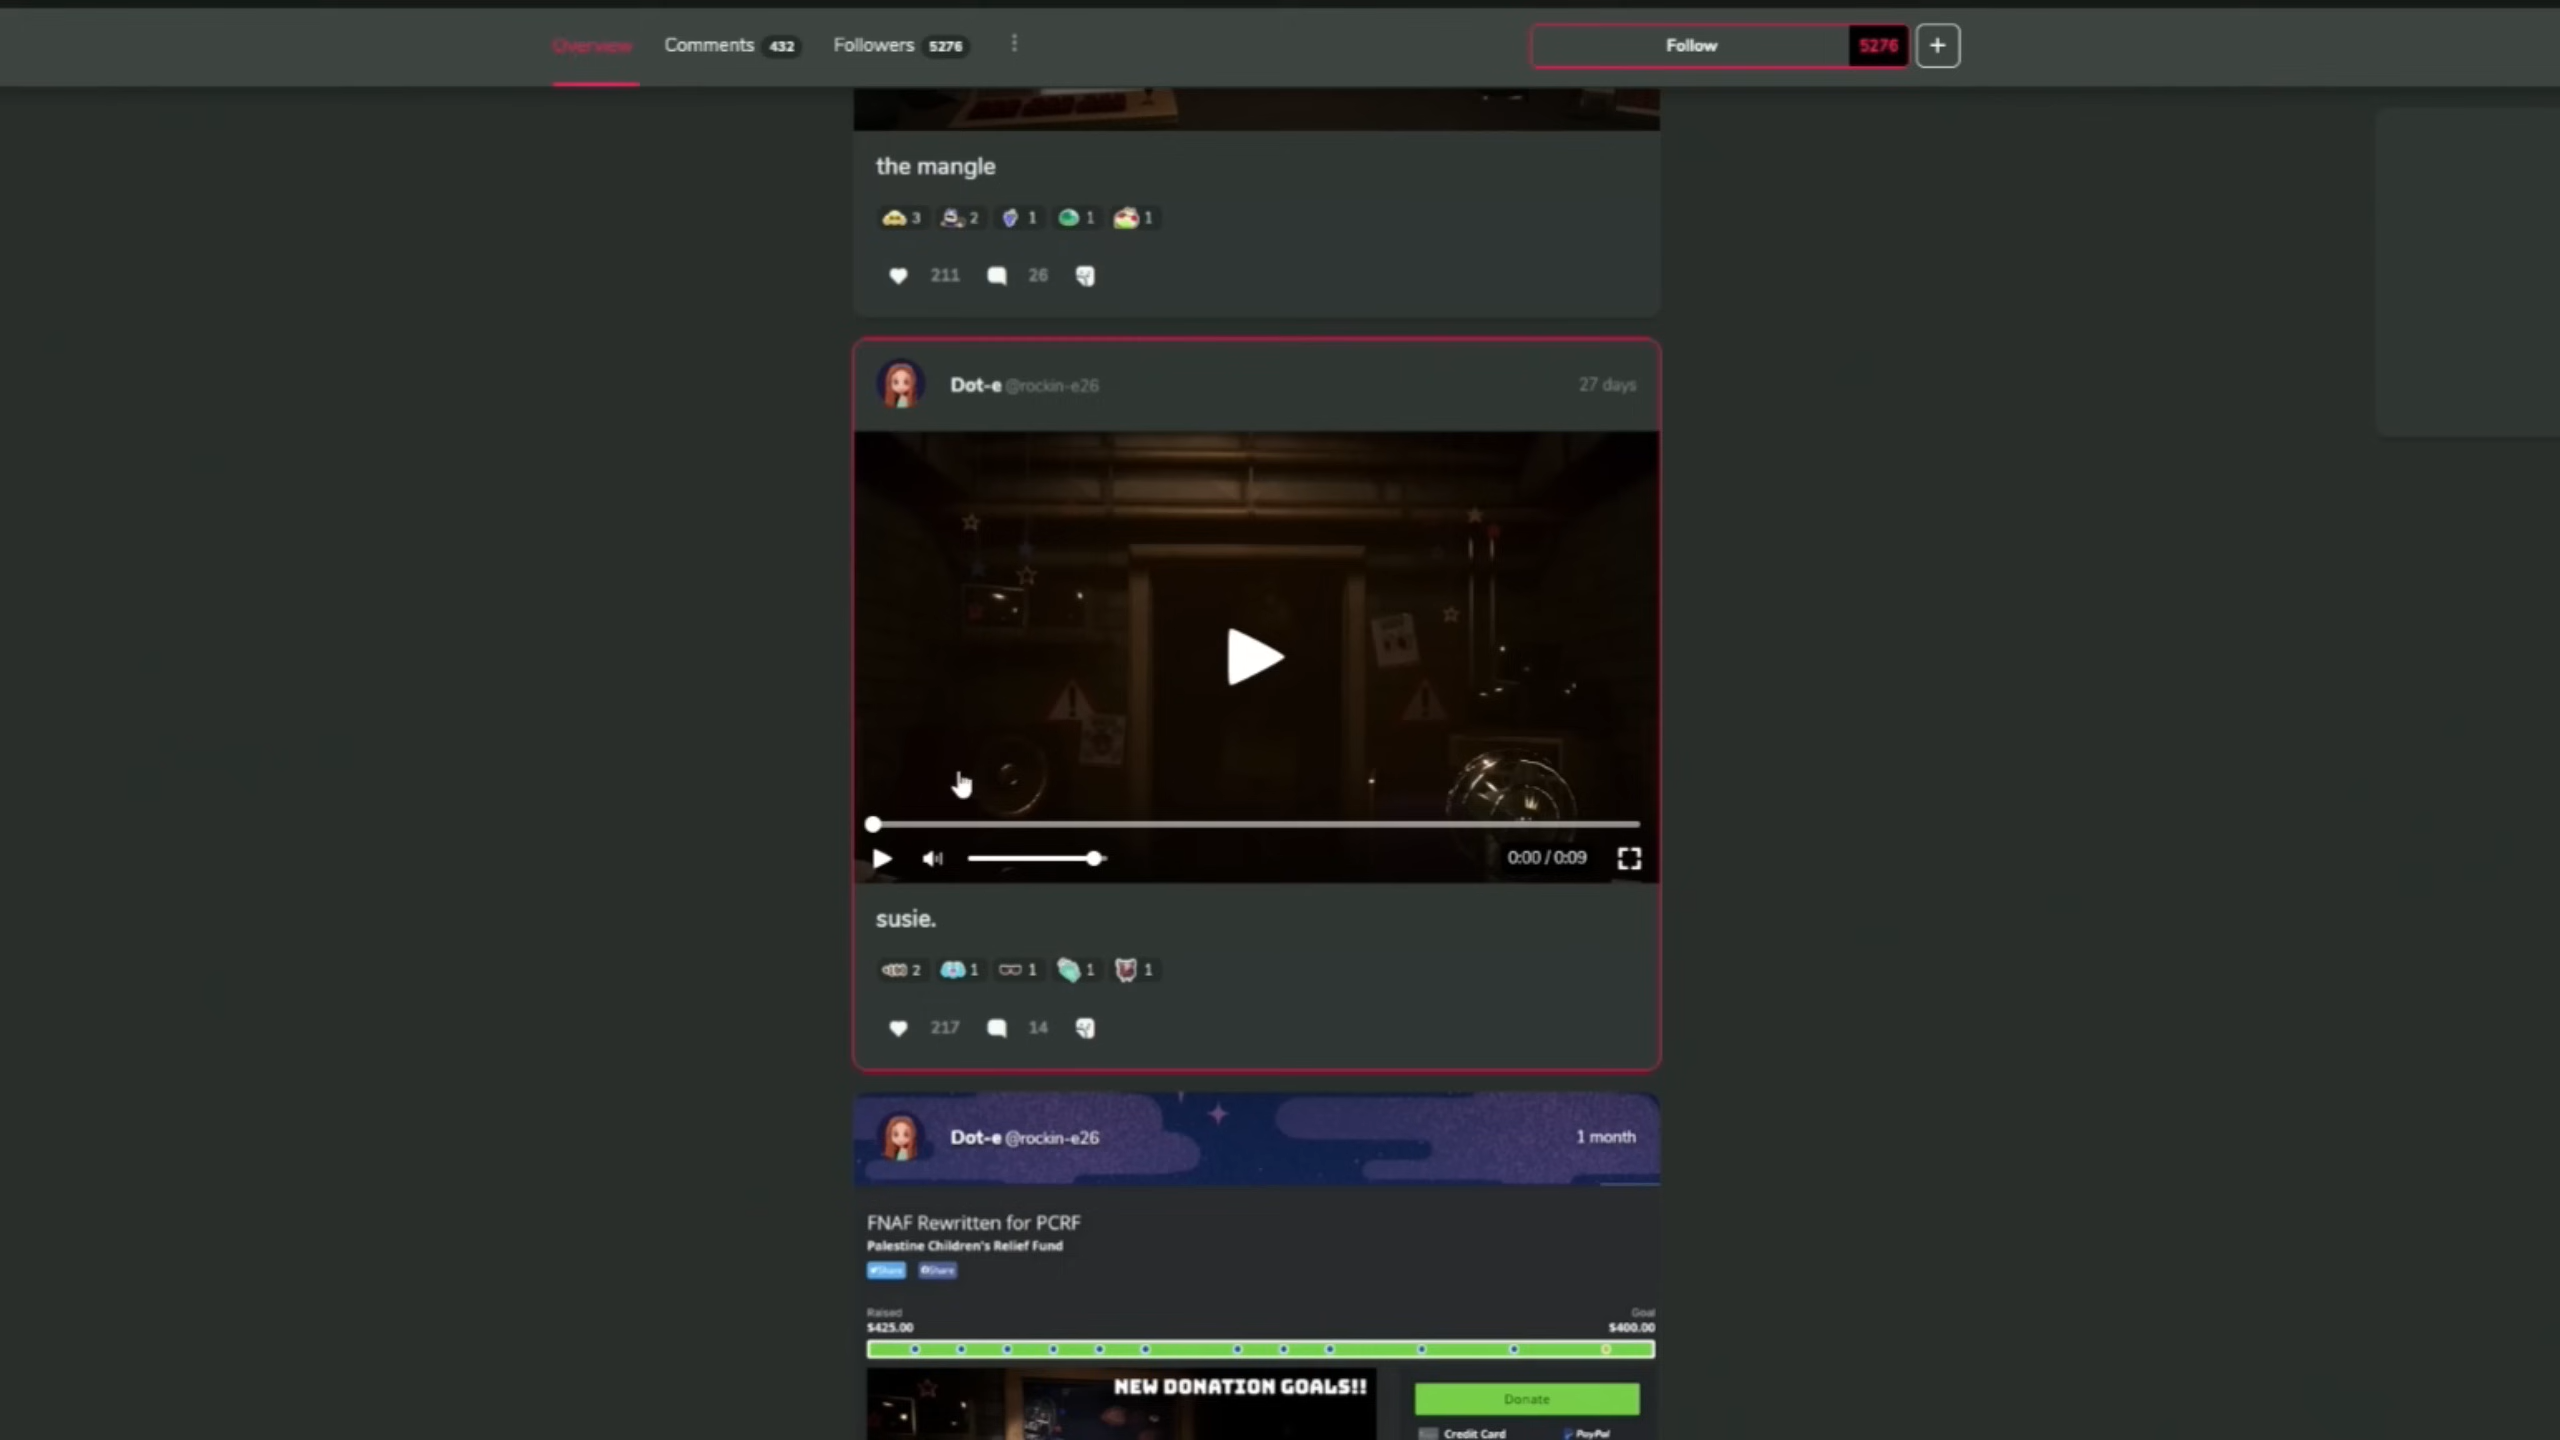 Overview Comments 432 Followers 5276 Follow 5276 +
the mangle
3 2 1 1 1
211 26
Dot-e @rockin-e26 27 days
0:00 / 0:09
susie.
2 1 1 1 1
217 14
Dot-e @rockin-e26 1 month
FNAF Rewritten for PCRF
Palestine Children's Relief Fund
Share Share
Raised Goal
$425.00 $400.00
NEW DONATION GOALS!!
Donate
Credit Card PayPal